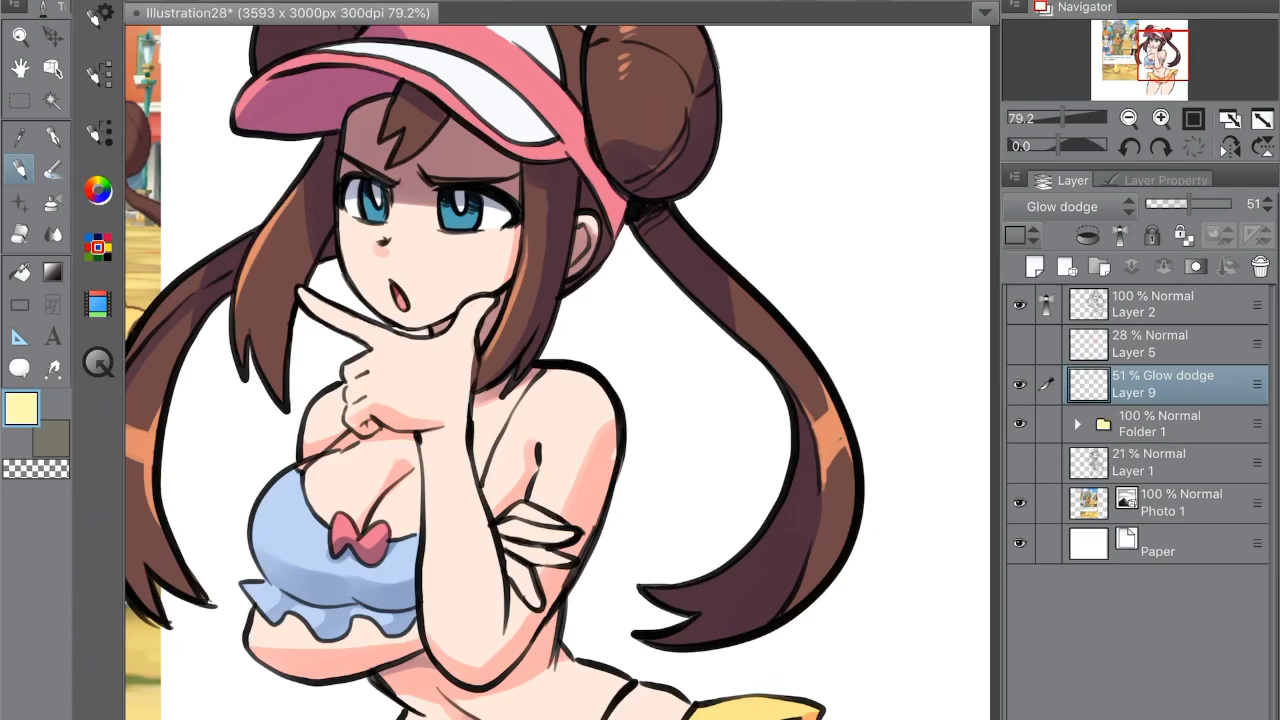 Illustration28* (3593 x 3000px 300dpi 79.2%)
Navigator
79.2
0.0
Layer
Layer Property
Glow dodge
51
100 % Normal
Layer 2
28 % Normal
Layer 5
51 % Glow dodge
Layer 9
100 % Normal
Folder 1
21 % Normal
Layer 1
100 % Normal
Photo 1
Paper